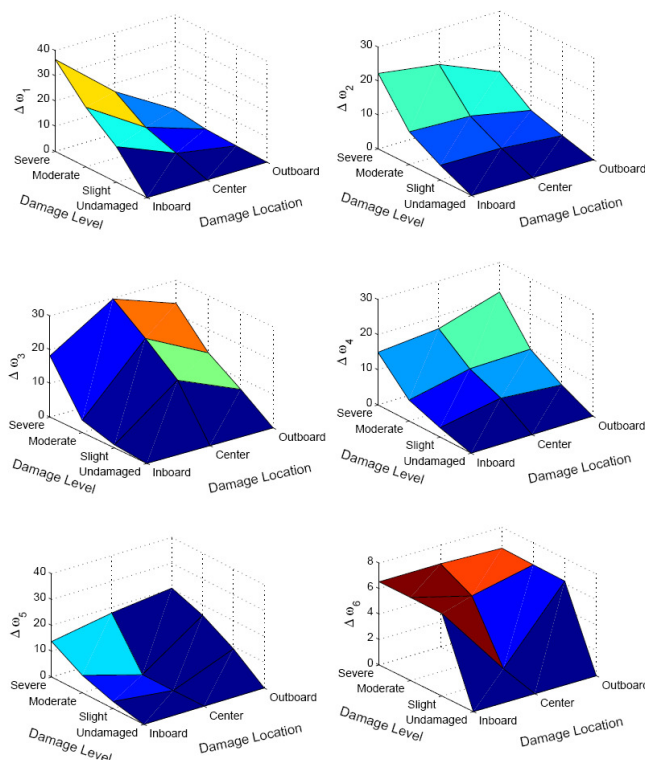 40
30
20
10
0
Δ ω1
Severe
Moderate
Slight
Undamaged
Damage Level
Inboard
Center
Outboard
Damage Location
30
20
10
0
Δ ω2
Severe
Moderate
Slight
Undamaged
Damage Level
Inboard
Center
Outboard
Damage Location
30
20
10
0
Δ ω3
Severe
Moderate
Slight
Undamaged
Damage Level
Inboard
Center
Outboard
Damage Location
30
20
10
0
Δ ω4
Severe
Moderate
Slight
Undamaged
Damage Level
Inboard
Center
Outboard
Damage Location
40
30
20
10
0
Δ ω5
Severe
Moderate
Slight
Undamaged
Damage Level
Inboard
Center
Outboard
Damage Location
8
6
4
2
0
Δ ω6
Severe
Moderate
Slight
Undamaged
Damage Level
Inboard
Center
Outboard
Damage Location